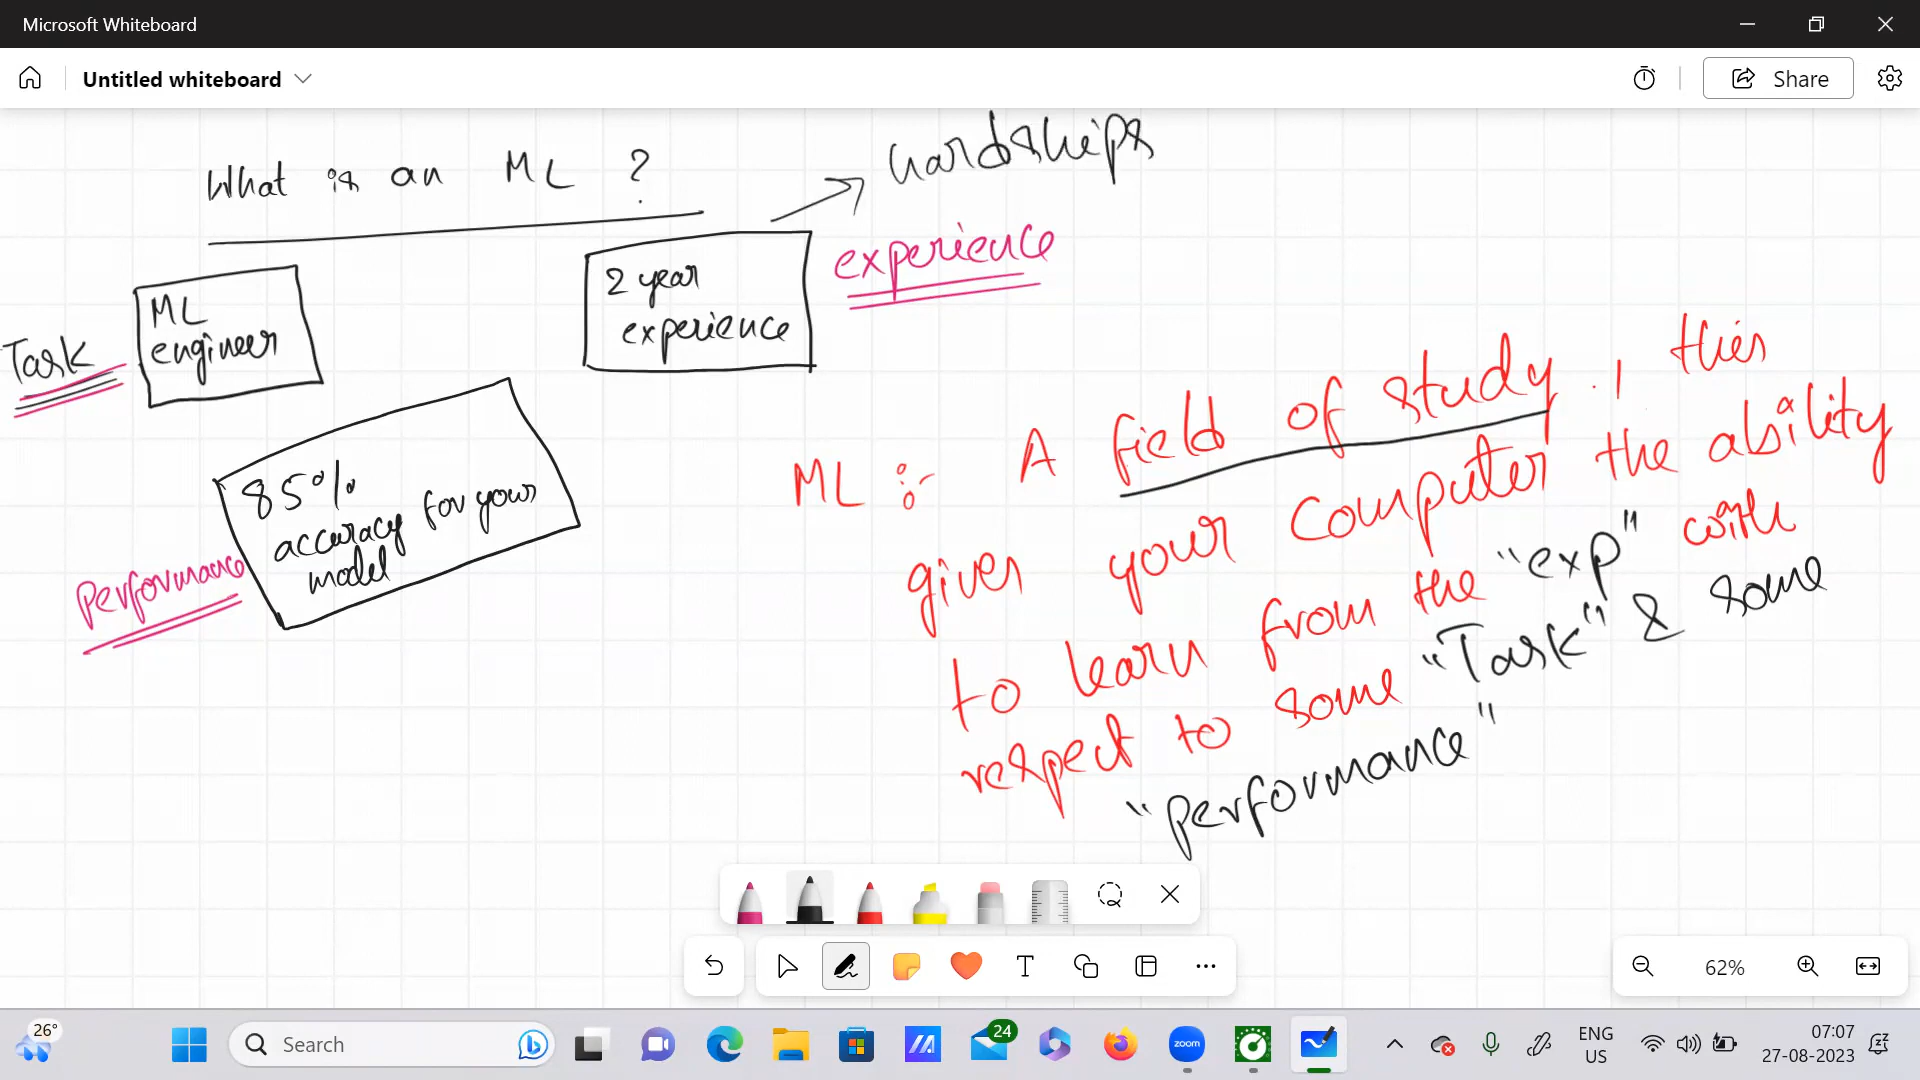 Microsoft Whiteboard
Untitled whiteboard
Share
What is an ML ?
hardships
experience
2 year
experience
ML
engineer
Task
85%
accuracy for your
model
Performance
ML :- A field of study , this
gives your computer the ability
to learn from the "exp" with
respect to some "Task" & some
"performance"
62%
26°
Search
24
zoom
ENG
US
07:07
27-08-2023